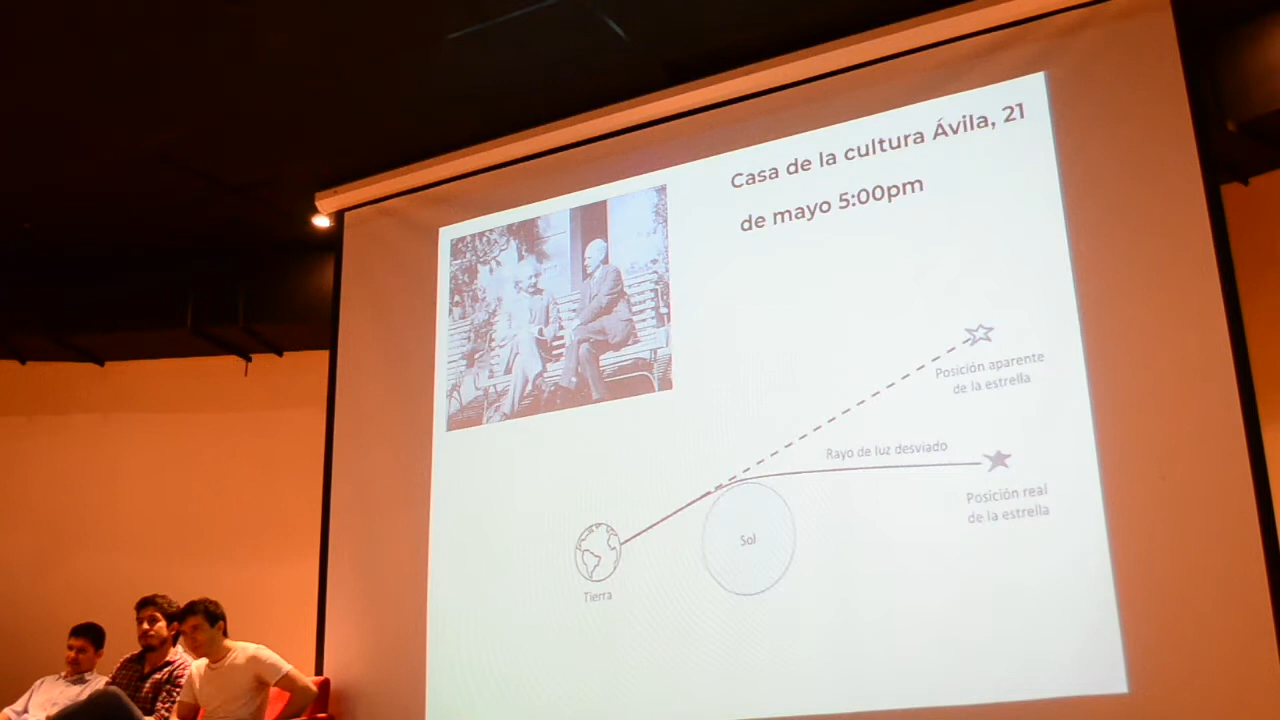 Casa de la cultura Ávila, 21
de mayo 5:00pm
Posición aparente
de la estrella
Rayo de luz desviado
Posición real
de la estrella
Sol
Tierra